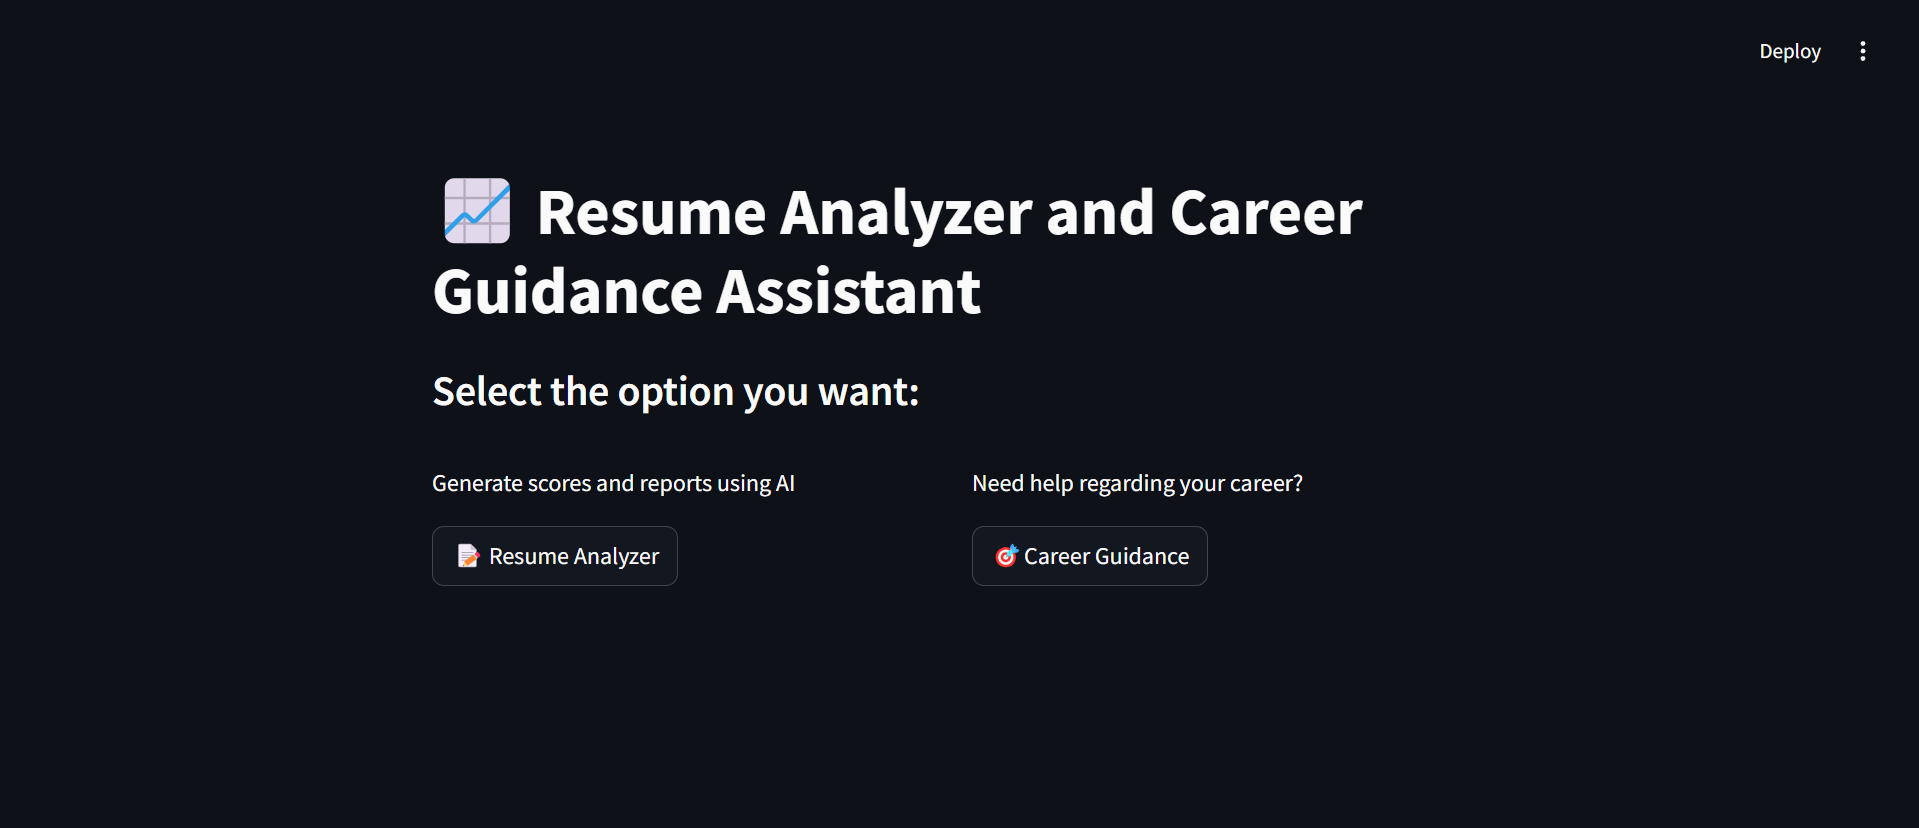 Deploy
Resume Analyzer and Career
Guidance Assistant
Select the option you want:
Generate scores and reports using AI
Need help regarding your career?
Resume Analyzer
Career Guidance